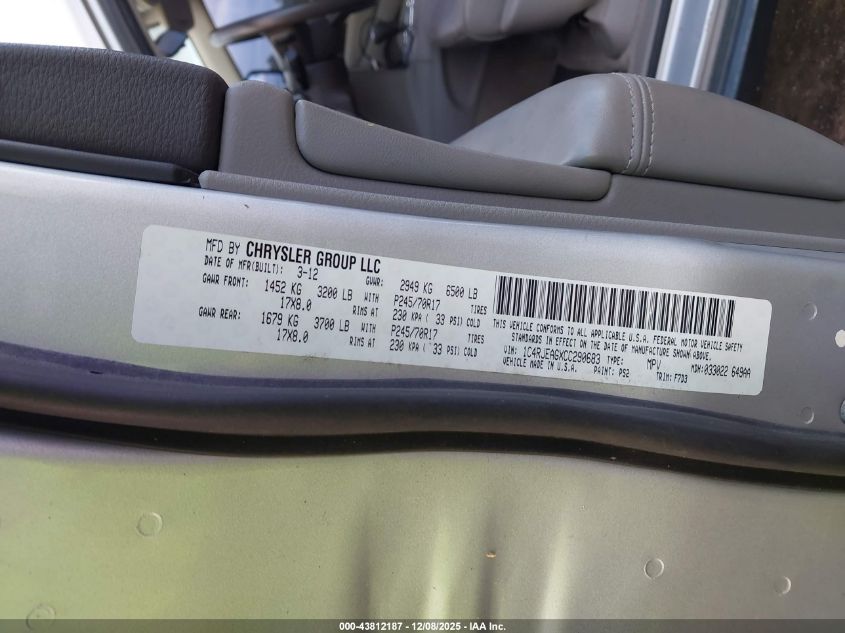 MFD BY CHRYSLER GROUP LLC
DATE OF MFR(BUILT): 3-12 GVWR: 2949 KG 6500 LB
GAWR FRONT: 1452 KG 3200 LB WITH P245/70R17 TIRES
17X8.0 RIMS AT 230 KPA ( 33 PSI) COLD
GAWR REAR: 1679 KG 3700 LB WITH P245/70R17 TIRES
17X8.0 RIMS AT 230 KPA ( 33 PSI) COLD
THIS VEHICLE CONFORMS TO ALL APPLICABLE U.S.A. FEDERAL MOTOR VEHICLE SAFETY
STANDARDS IN EFFECT ON THE DATE OF MANUFACTURE SHOWN ABOVE.
VIN: 1C4RJEAGXCC290683 TYPE: MPV MDH: 033022 649AA
VEHICLE MADE IN U.S.A. PAINT: PS2 TRIM: F7D3
000-43812187 - 12/08/2025 - IAA Inc.